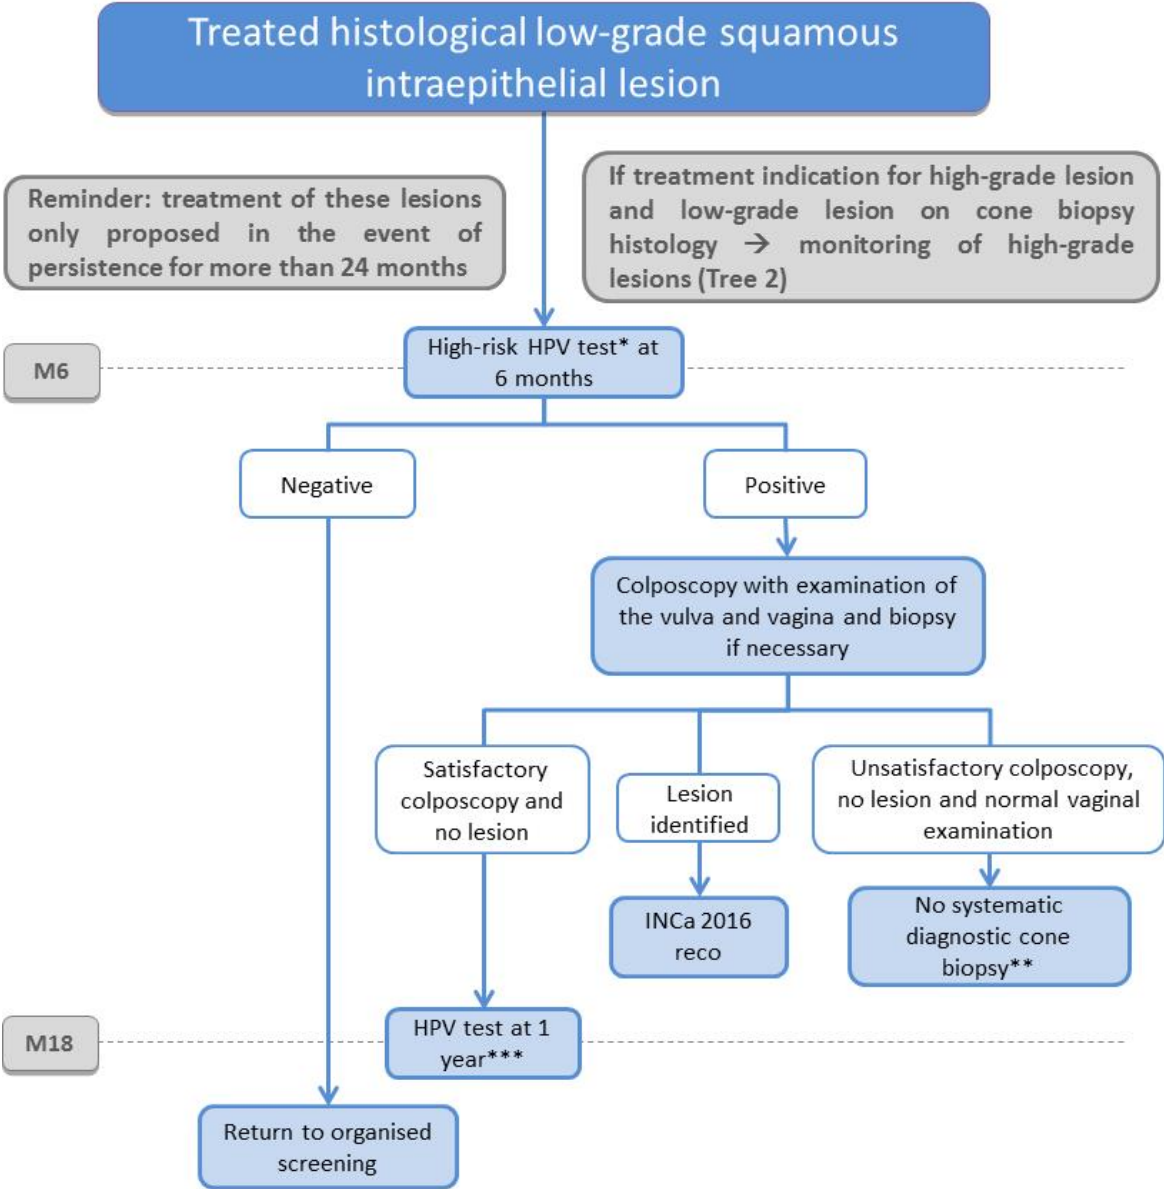 Treated histological low-grade squamous
intraepithelial lesion
Reminder: treatment of these lesions
only proposed in the event of
persistence for more than 24 months
If treatment indication for high-grade lesion
and low-grade lesion on cone biopsy
histology → monitoring of high-grade
lesions (Tree 2)
M6
High-risk HPV test* at
6 months
Negative
Positive
Colposcopy with examination of
the vulva and vagina and biopsy
if necessary
Satisfactory
colposcopy and
no lesion
Lesion
identified
Unsatisfactory colposcopy,
no lesion and normal vaginal
examination
INCa 2016
reco
No systematic
diagnostic cone
biopsy**
M18
HPV test at 1
year***
Return to organised
screening